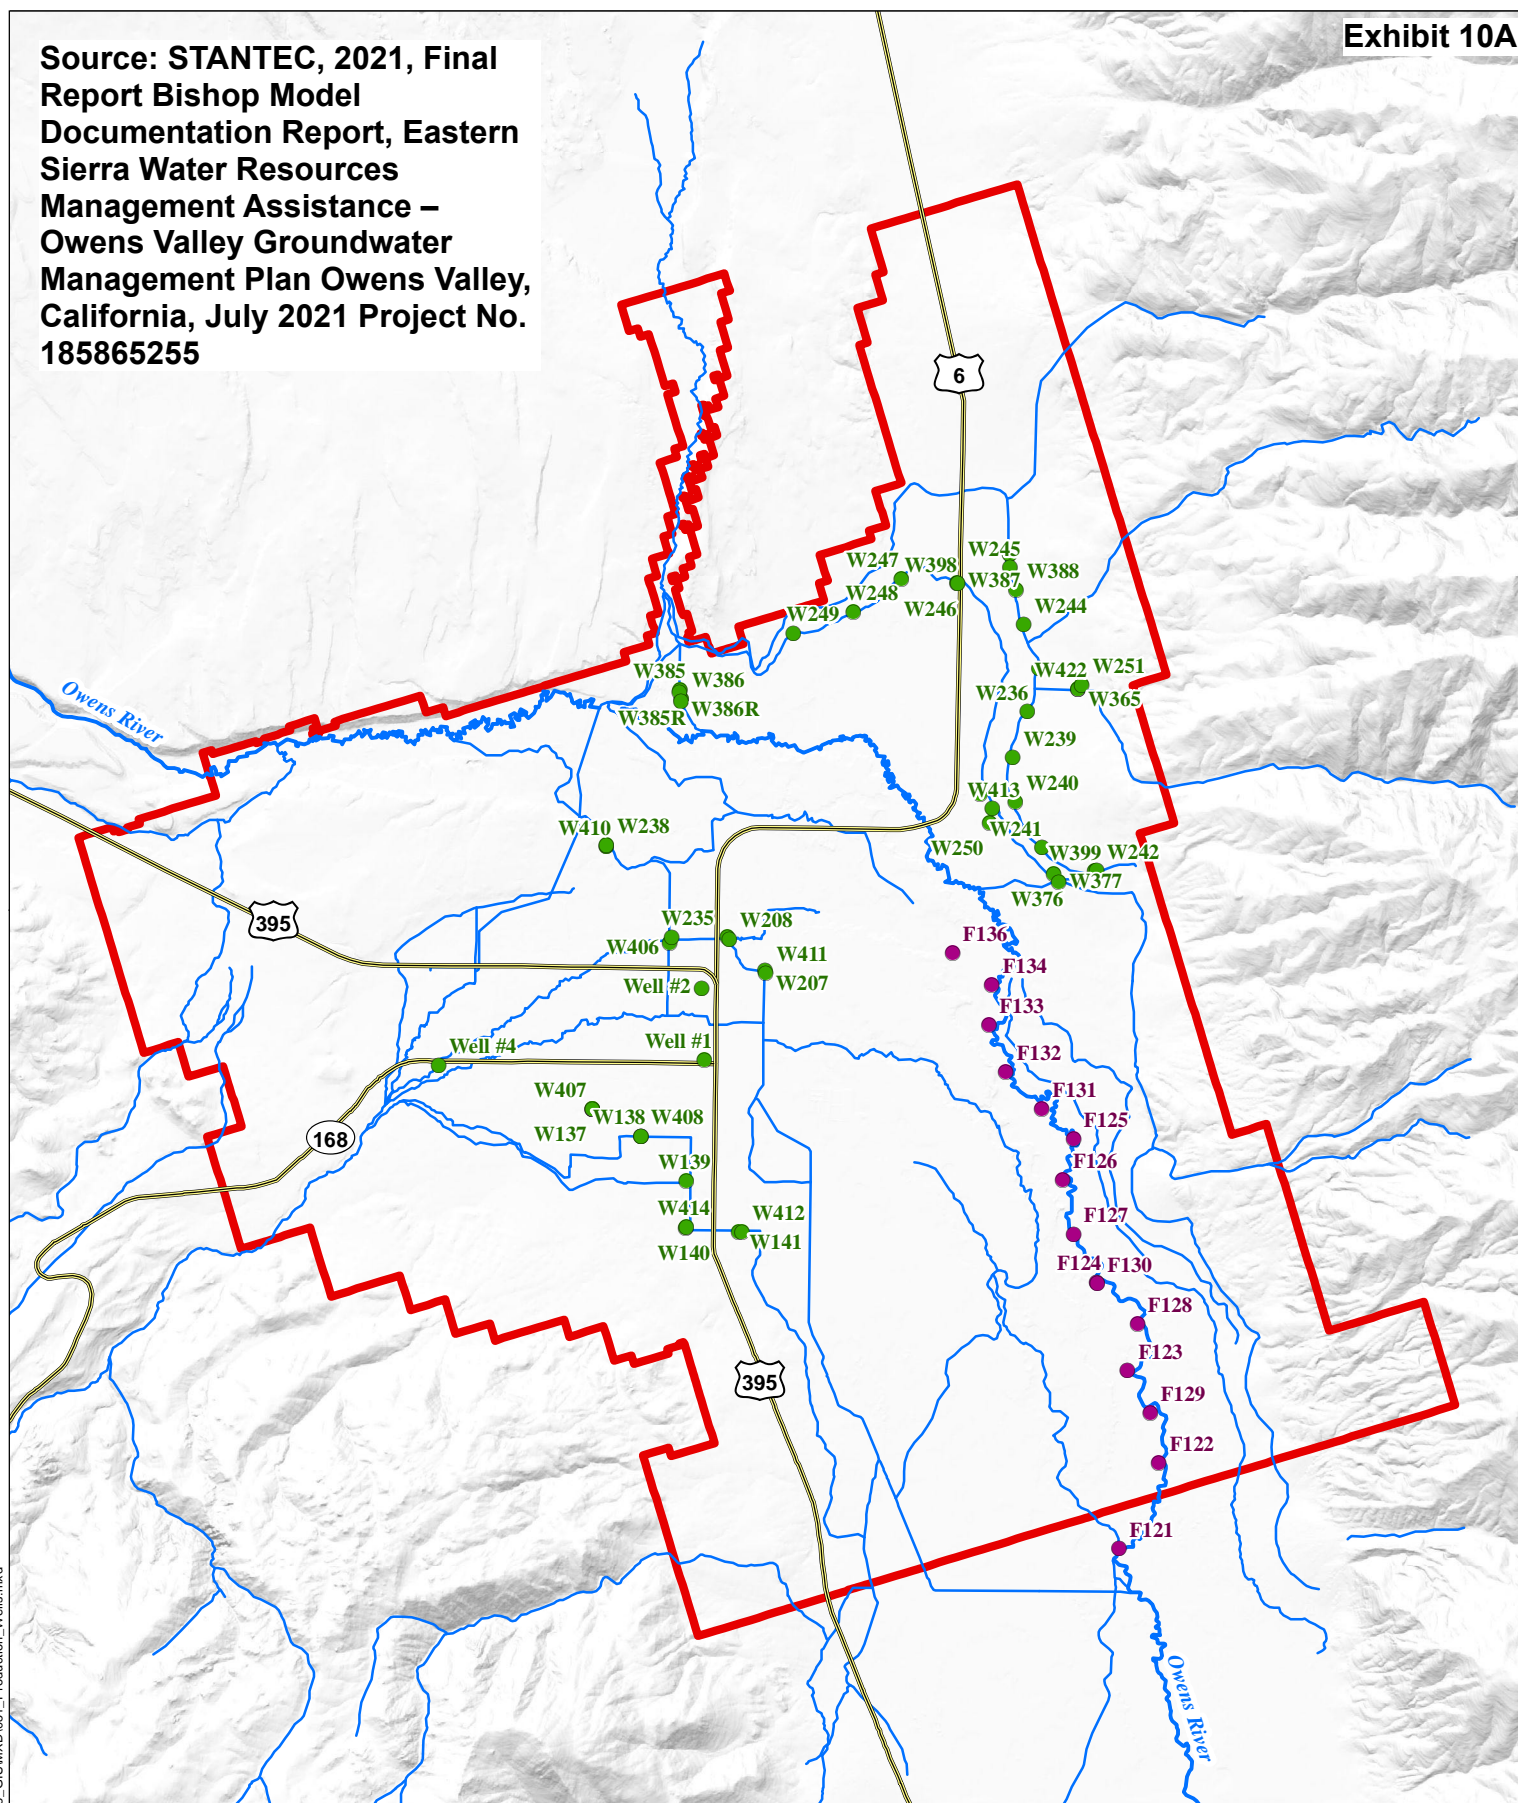 Exhibit 10A
Source: STANTEC, 2021, Final
Report Bishop Model
Documentation Report, Eastern
Sierra Water Resources
Management Assistance –
Owens Valley Groundwater
Management Plan Owens Valley,
California, July 2021 Project No.
185865255
6
W245
W247
W398
W387
W388
W248
W246
W244
W249
W385
W386
W422
W251
W236
W365
Owens River
W385R
W386R
W239
W413
W240
W410
W238
W241
W250
W399
W242
W377
W376
395
W235
W208
W406
F136
W411
Well #2
W207
F134
F133
Well #4
Well #1
F132
W407
F131
W138
W408
168
W137
F125
W139
F126
W414
W412
F127
W140
W141
F124
F130
F128
F123
395
F129
F122
F121
Owens River